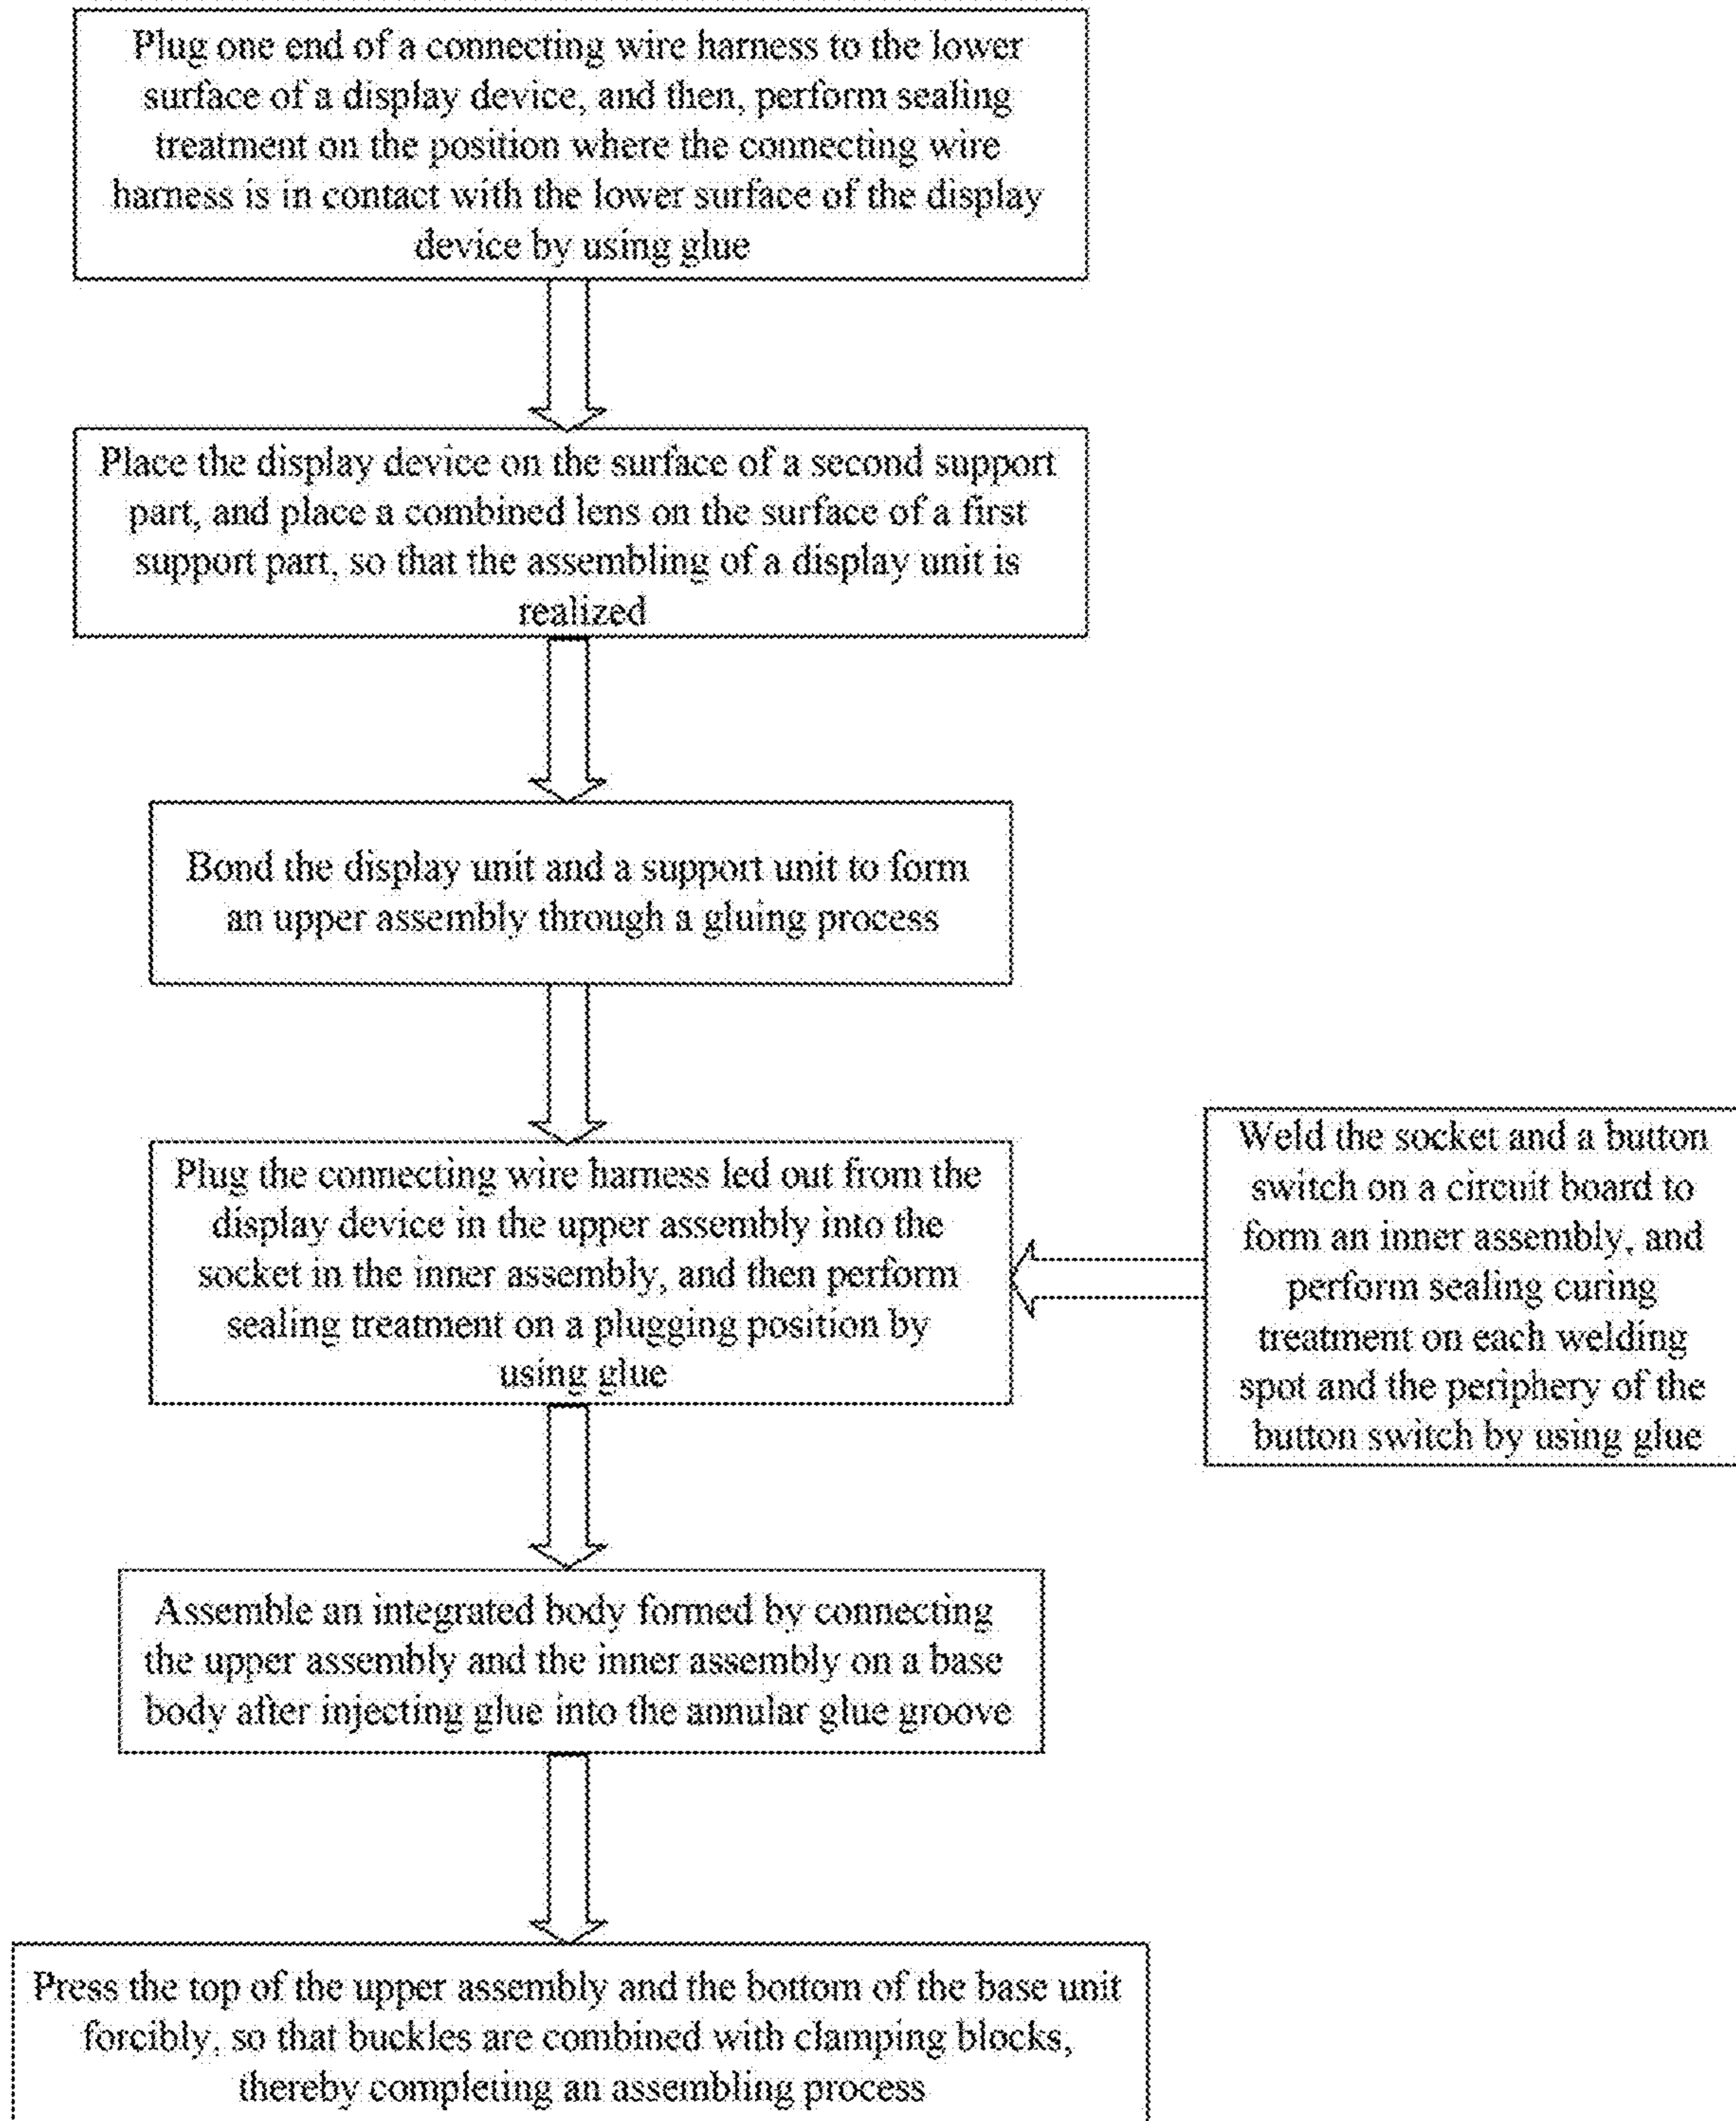 Plug one end of a connecting wire harness to the lower
surface of a display device, and then, perform sealing
treatment on the position where the connecting wire
harness is in contact with the lower surface of the display
device by using glue
Place the display device on the surface of a second support
part, and place a combined lens on the surface of a first
support part, so that the assembling of a display unit is
realized
Bond the display unit and a support unit to form
an upper assembly through a gluing process
Plug the connecting wire harness led out from the
display device in the upper assembly into the
socket in the inner assembly, and then perform
sealing treatment on a plugging position by
using glue
Weld the socket and a button
switch on a circuit board to
form an inner assembly, and
perform sealing curing
treatment on each welding
spot and the periphery of the
button switch by using glue
Assemble an integrated body formed by connecting
the upper assembly and the inner assembly on a base
body after injecting glue into the annular glue groove
Press the top of the upper assembly and the bottom of the base unit
forcibly, so that buckles are combined with clamping blocks,
thereby completing an assembling process